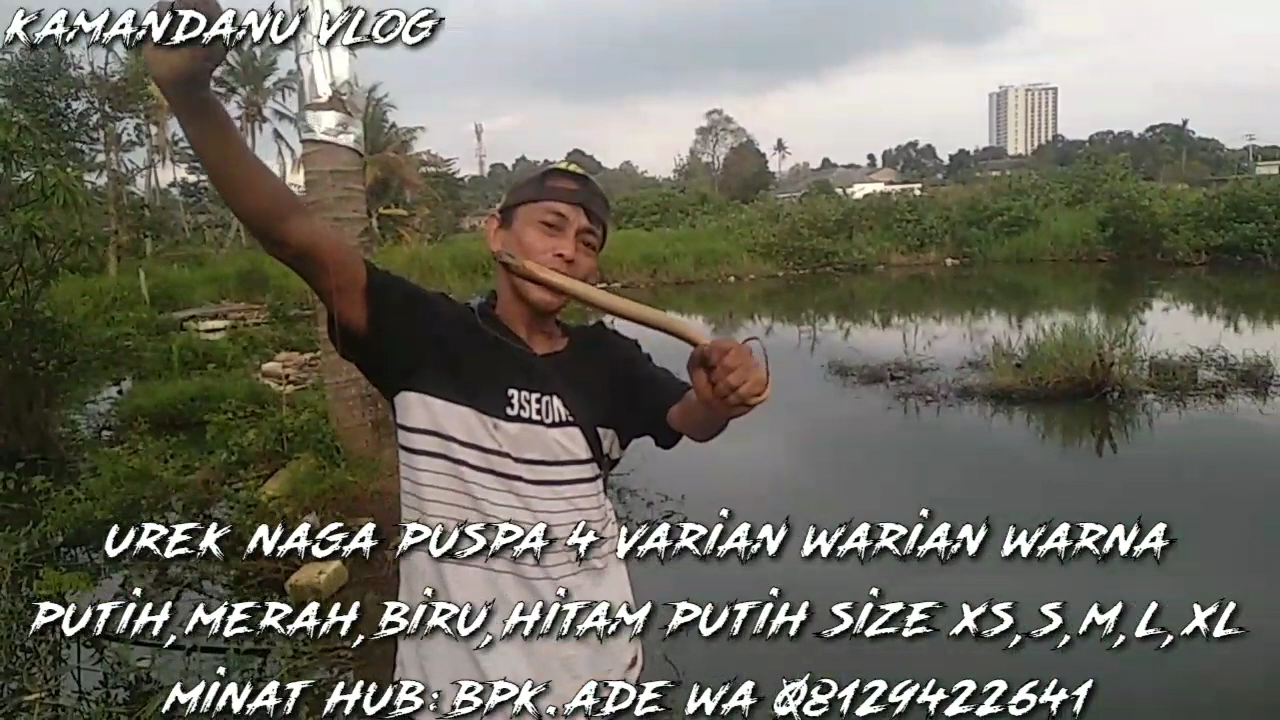 KAMANDANU VLOG
3SEON
UREK NAGA PUSPA 4 VARIAN WARIAN WARNA
PUTIH,MERAH,BIRU,HITAM PUTIH SIZE XS,S,M,L,XL
MINAT HUB: BPK.ADE WA 08129422641